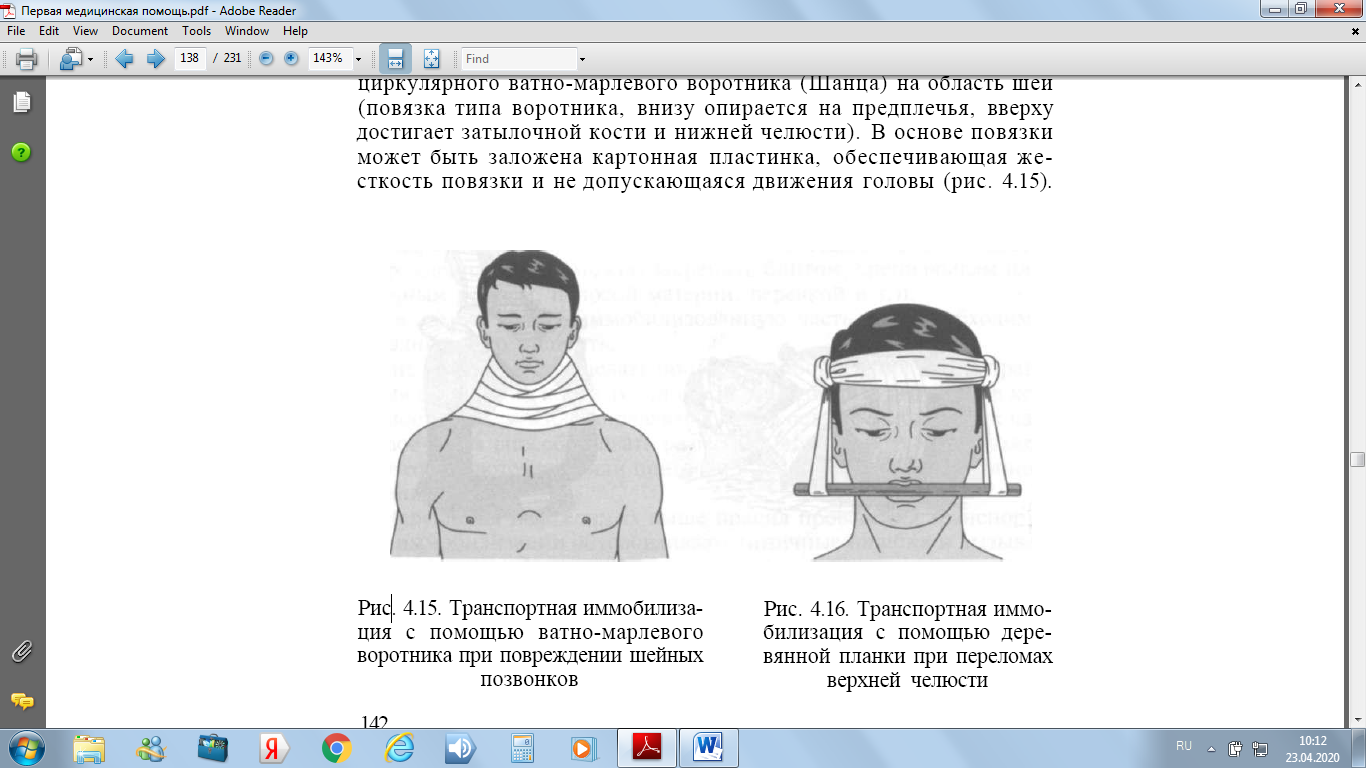 Первая медицинская помощь.pdf - Adobe Reader
File Edit View Document Tools Window Help
138 / 231 143% Find
циркулярного ватно-марлевого воротника (Шанца) на область шеи
(повязка типа воротника, внизу опирается на предплечья, вверху
достигает затылочной кости и нижней челюсти). В основе повязки
может быть заложена картонная пластинка, обеспечивающая же-
сткость повязки и не допускающаяся движения головы (рис. 4.15).
Рис. 4.15. Транспортная иммобилиза-
ция с помощью ватно-марлевого
воротника при повреждении шейных
позвонков
Рис. 4.16. Транспортная иммо-
билизация с помощью дере-
вянной планки при переломах
верхней челюсти
142
RU
10:12
23.04.2020